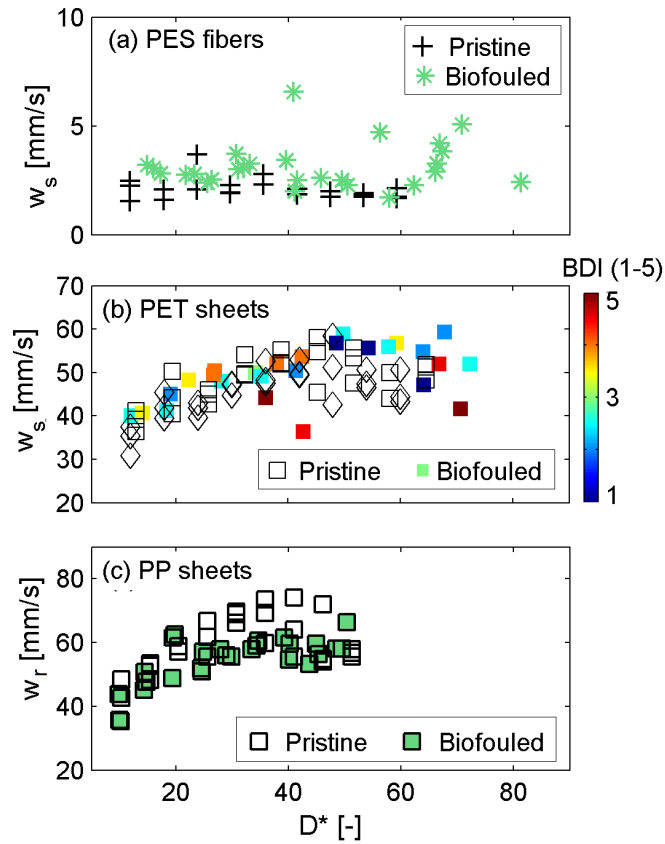 (a) PES fibers
Pristine
Biofouled
10
5
0
w_s [mm/s]
BDI (1-5)
(b) PET sheets
70
60
50
40
30
20
w_s [mm/s]
Pristine
Biofouled
5
3
1
(c) PP sheets
80
60
40
20
w_r [mm/s]
Pristine
Biofouled
20 40 60 80
D* [-]